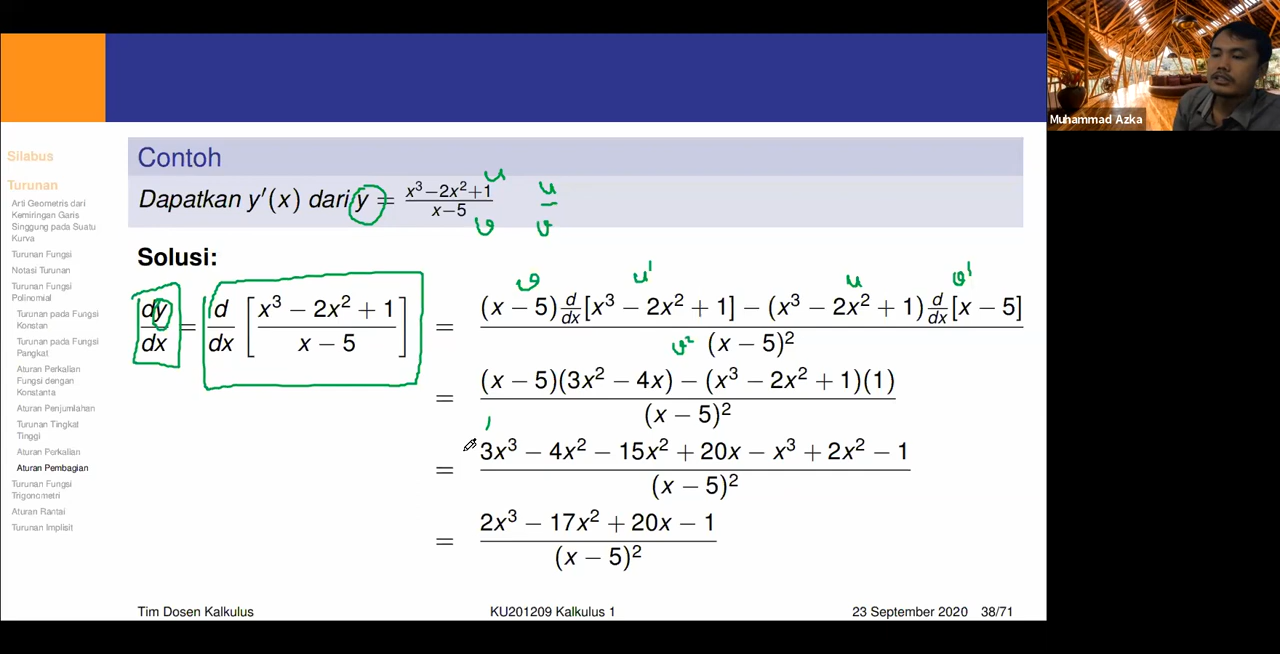 Muhammad Azka
Silabus
Turunan
Arti Geometris dari
Kemiringan Garis
Singgung pada Suatu
Kurva
Turunan Fungsi
Notasi Turunan
Turunan Fungsi
Polinomial
Turunan pada Fungsi
Konstan
Turunan pada Fungsi
Pangkat
Aturan Perkalian
Fungsi dengan
Konstanta
Aturan Penjumlahan
Turunan Tingkat
Tinggi
Aturan Perkalian
Aturan Pembagian
Turunan Fungsi
Trigonometri
Aturan Rantai
Turunan Implisit
Contoh
Dapatkan y′(x) dari y = (x³−2x²+1)/(x−5) u v u/v
Solusi:
v u' u v'
dy/dx = d/dx [(x³ − 2x² + 1)/(x − 5)] = ((x − 5) d/dx [x³ − 2x² + 1] − (x³ − 2x² + 1) d/dx [x − 5])/(x − 5)² v²
= ((x − 5)(3x² − 4x) − (x³ − 2x² + 1)(1))/(x − 5)²
= (3x³ − 4x² − 15x² + 20x − x³ + 2x² − 1)/(x − 5)²
= (2x³ − 17x² + 20x − 1)/(x − 5)²
Tim Dosen Kalkulus KU201209 Kalkulus 1 23 September 2020 38/71